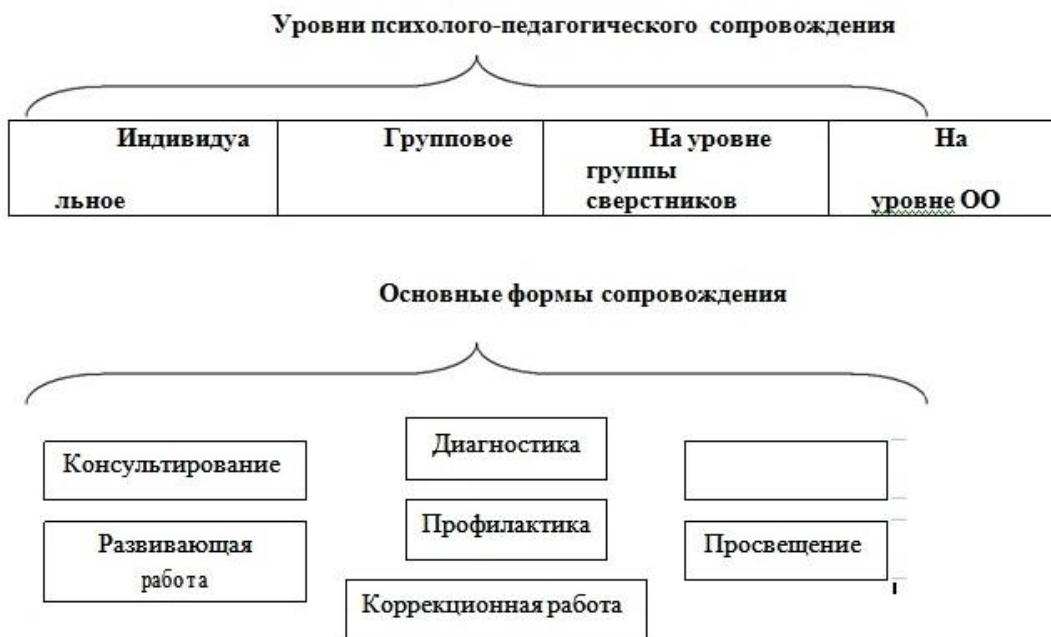 Уровни психолого-педагогического сопровождения
Индивидуа
льное
Групповое
На уровне
группы
сверстников
На
уровне ОО
Основные формы сопровождения
Консультирование
Диагностика
Развивающая
работа
Профилактика
Просвещение
Коррекционная работа